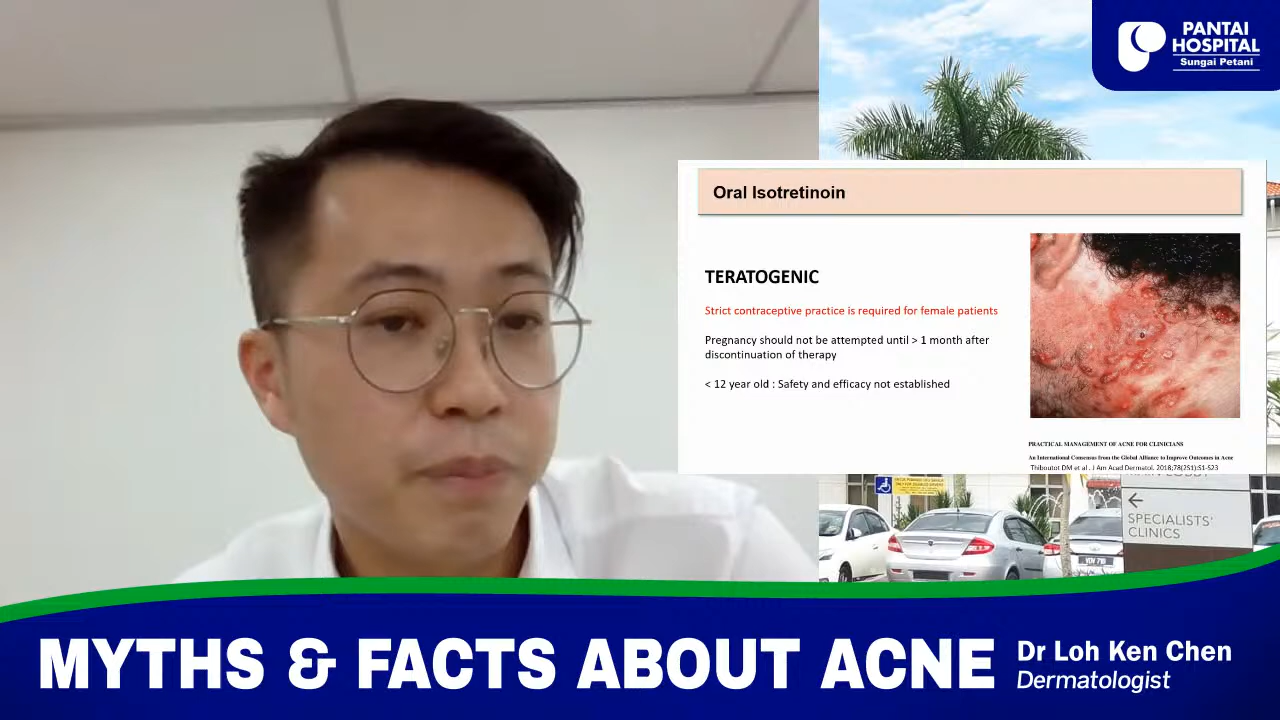 PANTAI
HOSPITAL
Sungai Petani
Oral Isotretinoin
TERATOGENIC
Strict contraceptive practice is required for female patients
Pregnancy should not be attempted until > 1 month after
discontinuation of therapy
< 12 year old : Safety and efficacy not established
PRACTICAL MANAGEMENT OF ACNE FOR CLINICIANS
An International Consensus from the Global Alliance to Improve Outcomes in Acne
Thiboutot DM et al . J Am Acad Dermatol. 2018;78(2S1):S1-S23
SPECIALISTS'
CLINICS
MYTHS & FACTS ABOUT ACNE
Dr Loh Ken Chen
Dermatologist